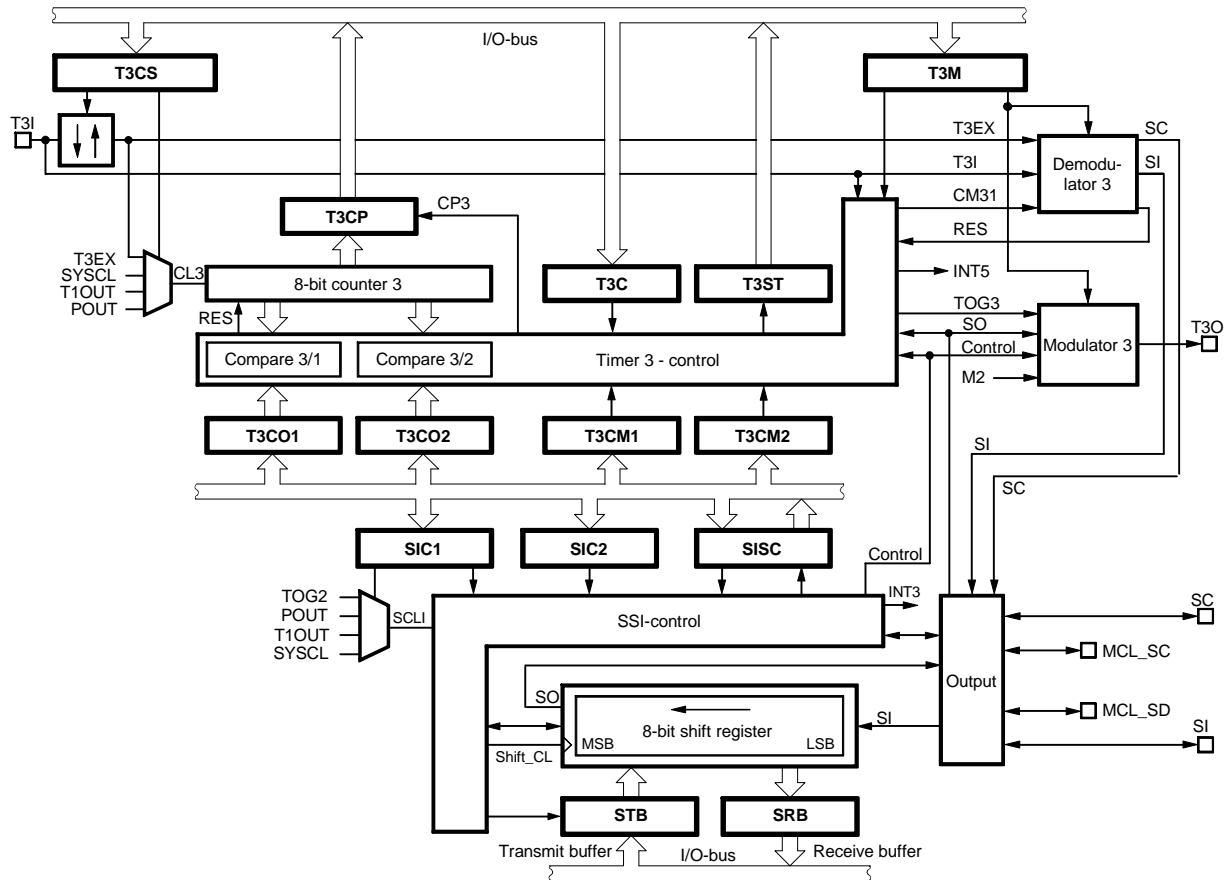 I/O-bus
T3CS
T3M
T3I
T3EX
SC
T3I
SI
Demodu-
lator 3
CP3
CM31
T3CP
RES
T3EX
SYSCL
T1OUT
POUT
CL3
8-bit counter 3
T3C
T3ST
INT5
RES
TOG3
SO
Control
M2
Modulator 3
T3O
Compare 3/1
Compare 3/2
Timer 3 - control
T3CO1
T3CO2
T3CM1
T3CM2
SI
SC
SIC1
SIC2
SISC
Control
TOG2
POUT
T1OUT
SYSCL
SCLI
SSI-control
INT3
SC
MCL_SC
Output
SO
SI
MCL_SD
SI
8-bit shift register
MSB
LSB
Shift_CL
STB
SRB
Transmit buffer
I/O-bus
Receive buffer